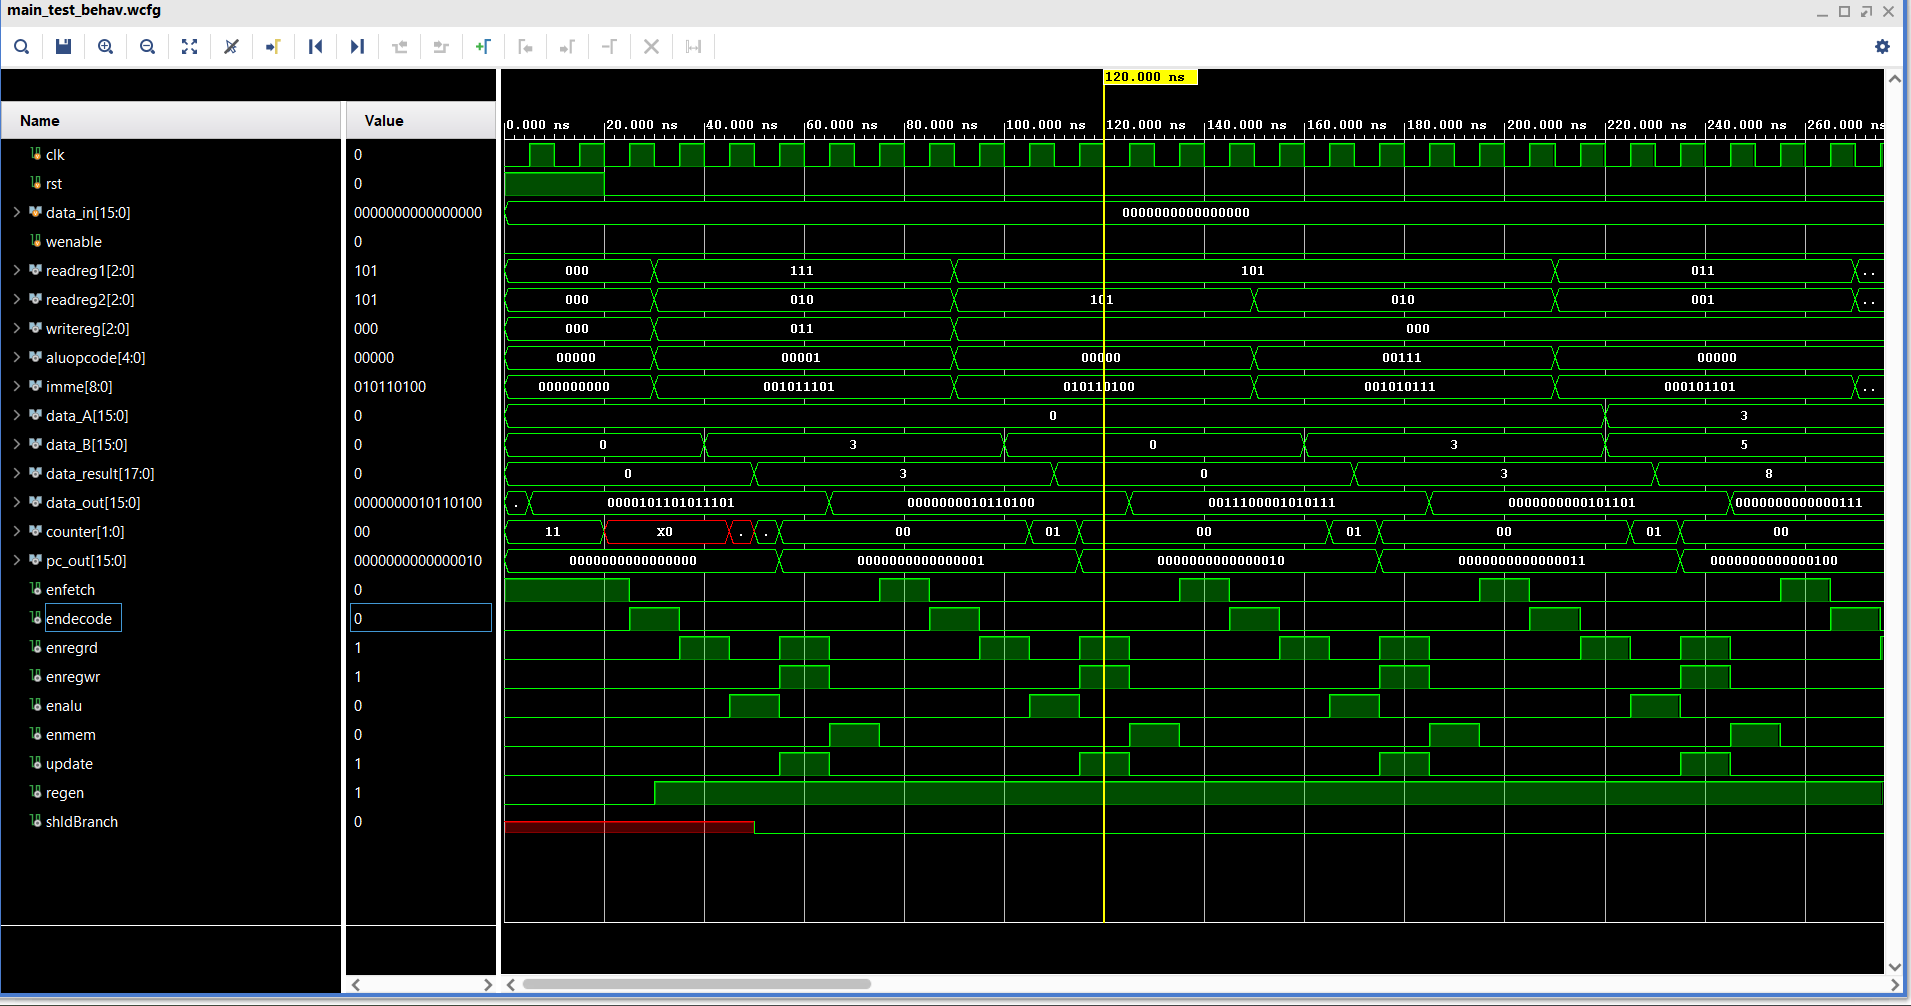 main_test_behav.wcfg
120.000 ns
Name Value
0.000 ns 20.000 ns 40.000 ns 60.000 ns 80.000 ns 100.000 ns 120.000 ns 140.000 ns 160.000 ns 180.000 ns 200.000 ns 220.000 ns 240.000 ns 260.000 ns
clk 0
rst 0
data_in[15:0] 0000000000000000 0000000000000000
wenable 0
readreg1[2:0] 101 000 111 101 011 ..
readreg2[2:0] 101 000 010 101 010 001 ..
writereg[2:0] 000 000 011 000
aluopcode[4:0] 00000 00000 00001 00000 00111 00000
imme[8:0] 010110100 000000000 001011101 010110100 001010111 000101101 ..
data_A[15:0] 0 0 3
data_B[15:0] 0 0 3 0 3 5
data_result[17:0] 0 0 3 0 3 8
data_out[15:0] 0000000010110100 . 0000101101011101 0000000010110100 0011100001010111 0000000000101101 0000000000000111
counter[1:0] 00 11 X0 . . 00 01 00 01 00 01 00
pc_out[15:0] 0000000000000010 0000000000000000 0000000000000001 0000000000000010 0000000000000011 0000000000000100
enfetch 0
endecode 0
enregrd 1
enregwr 1
enalu 0
enmem 0
update 1
regen 1
shldBranch 0